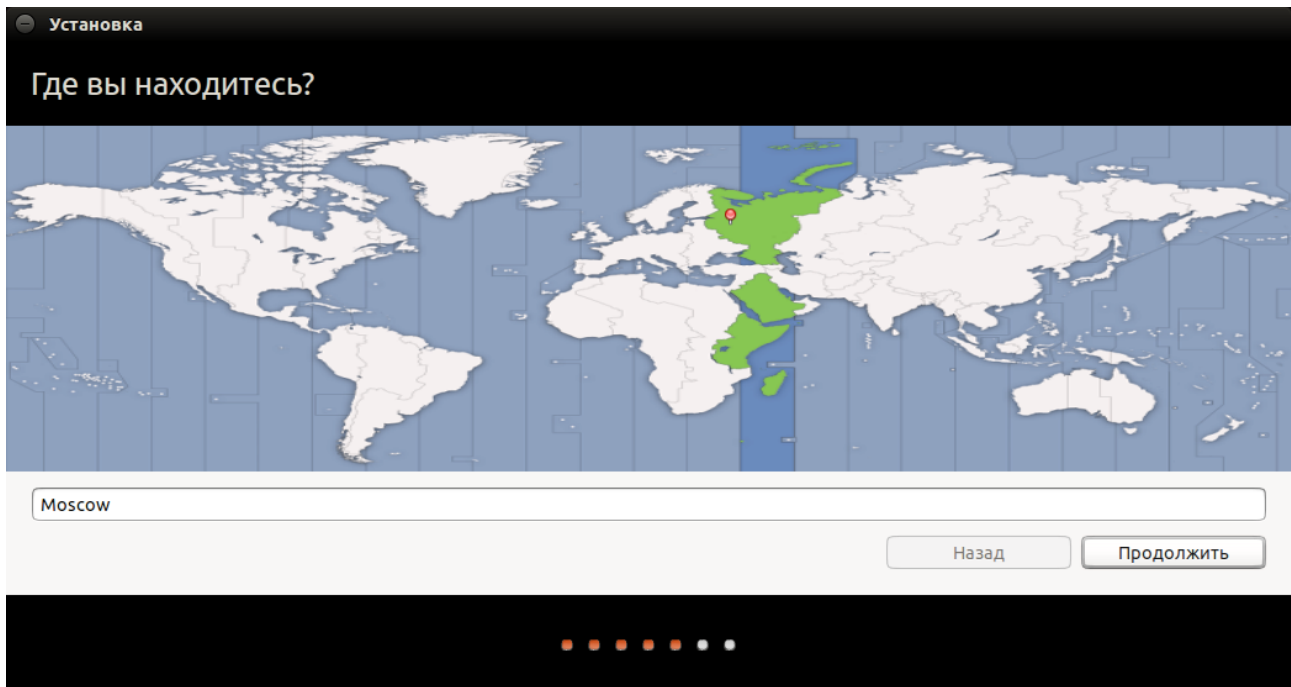 Установка
Где вы находитесь?
Moscow
Назад
Продолжить